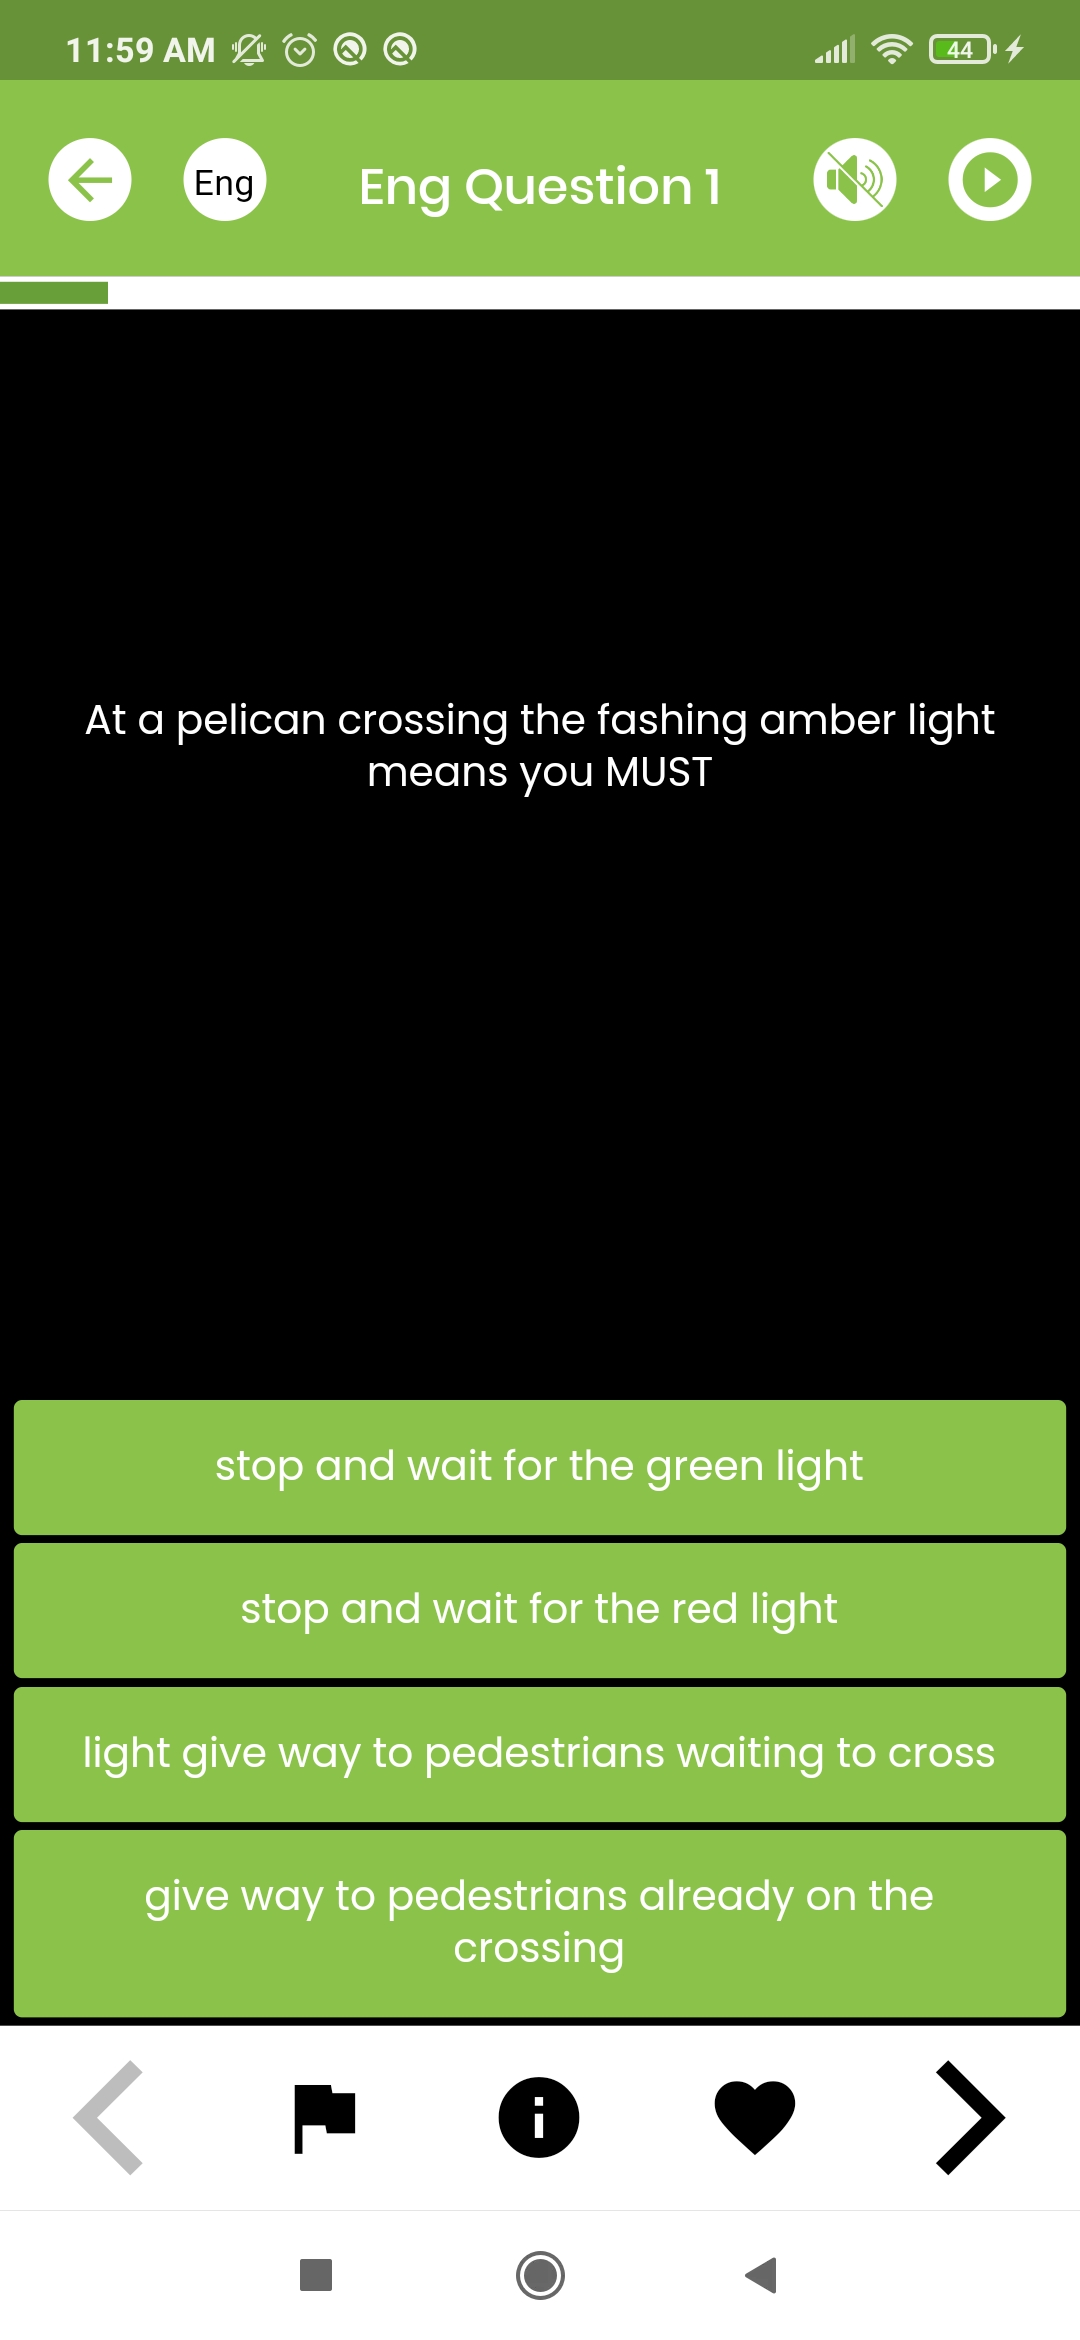 11:59 AM
44
Eng
Eng Question 1
At a pelican crossing the fashing amber light
means you MUST
stop and wait for the green light
stop and wait for the red light
light give way to pedestrians waiting to cross
give way to pedestrians already on the
crossing